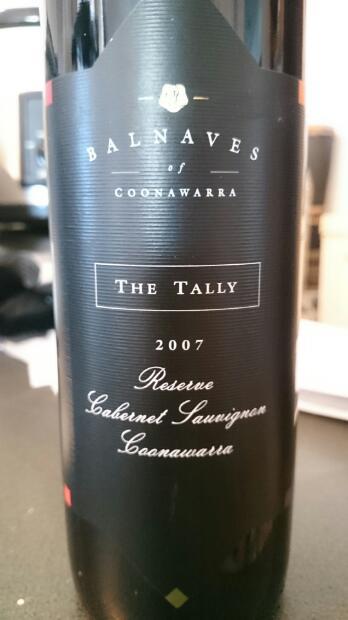 BALNAVES
of
COONAWARRA
THE TALLY
2007
Reserve
Cabernet Sauvignon
Coonawarra